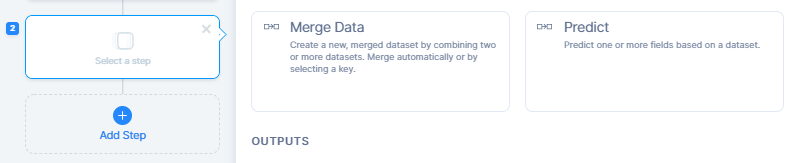 2
Select a step
Add Step
Merge Data
Create a new, merged dataset by combining two
or more datasets. Merge automatically or by
selecting a key.
Predict
Predict one or more fields based on a dataset.
OUTPUTS